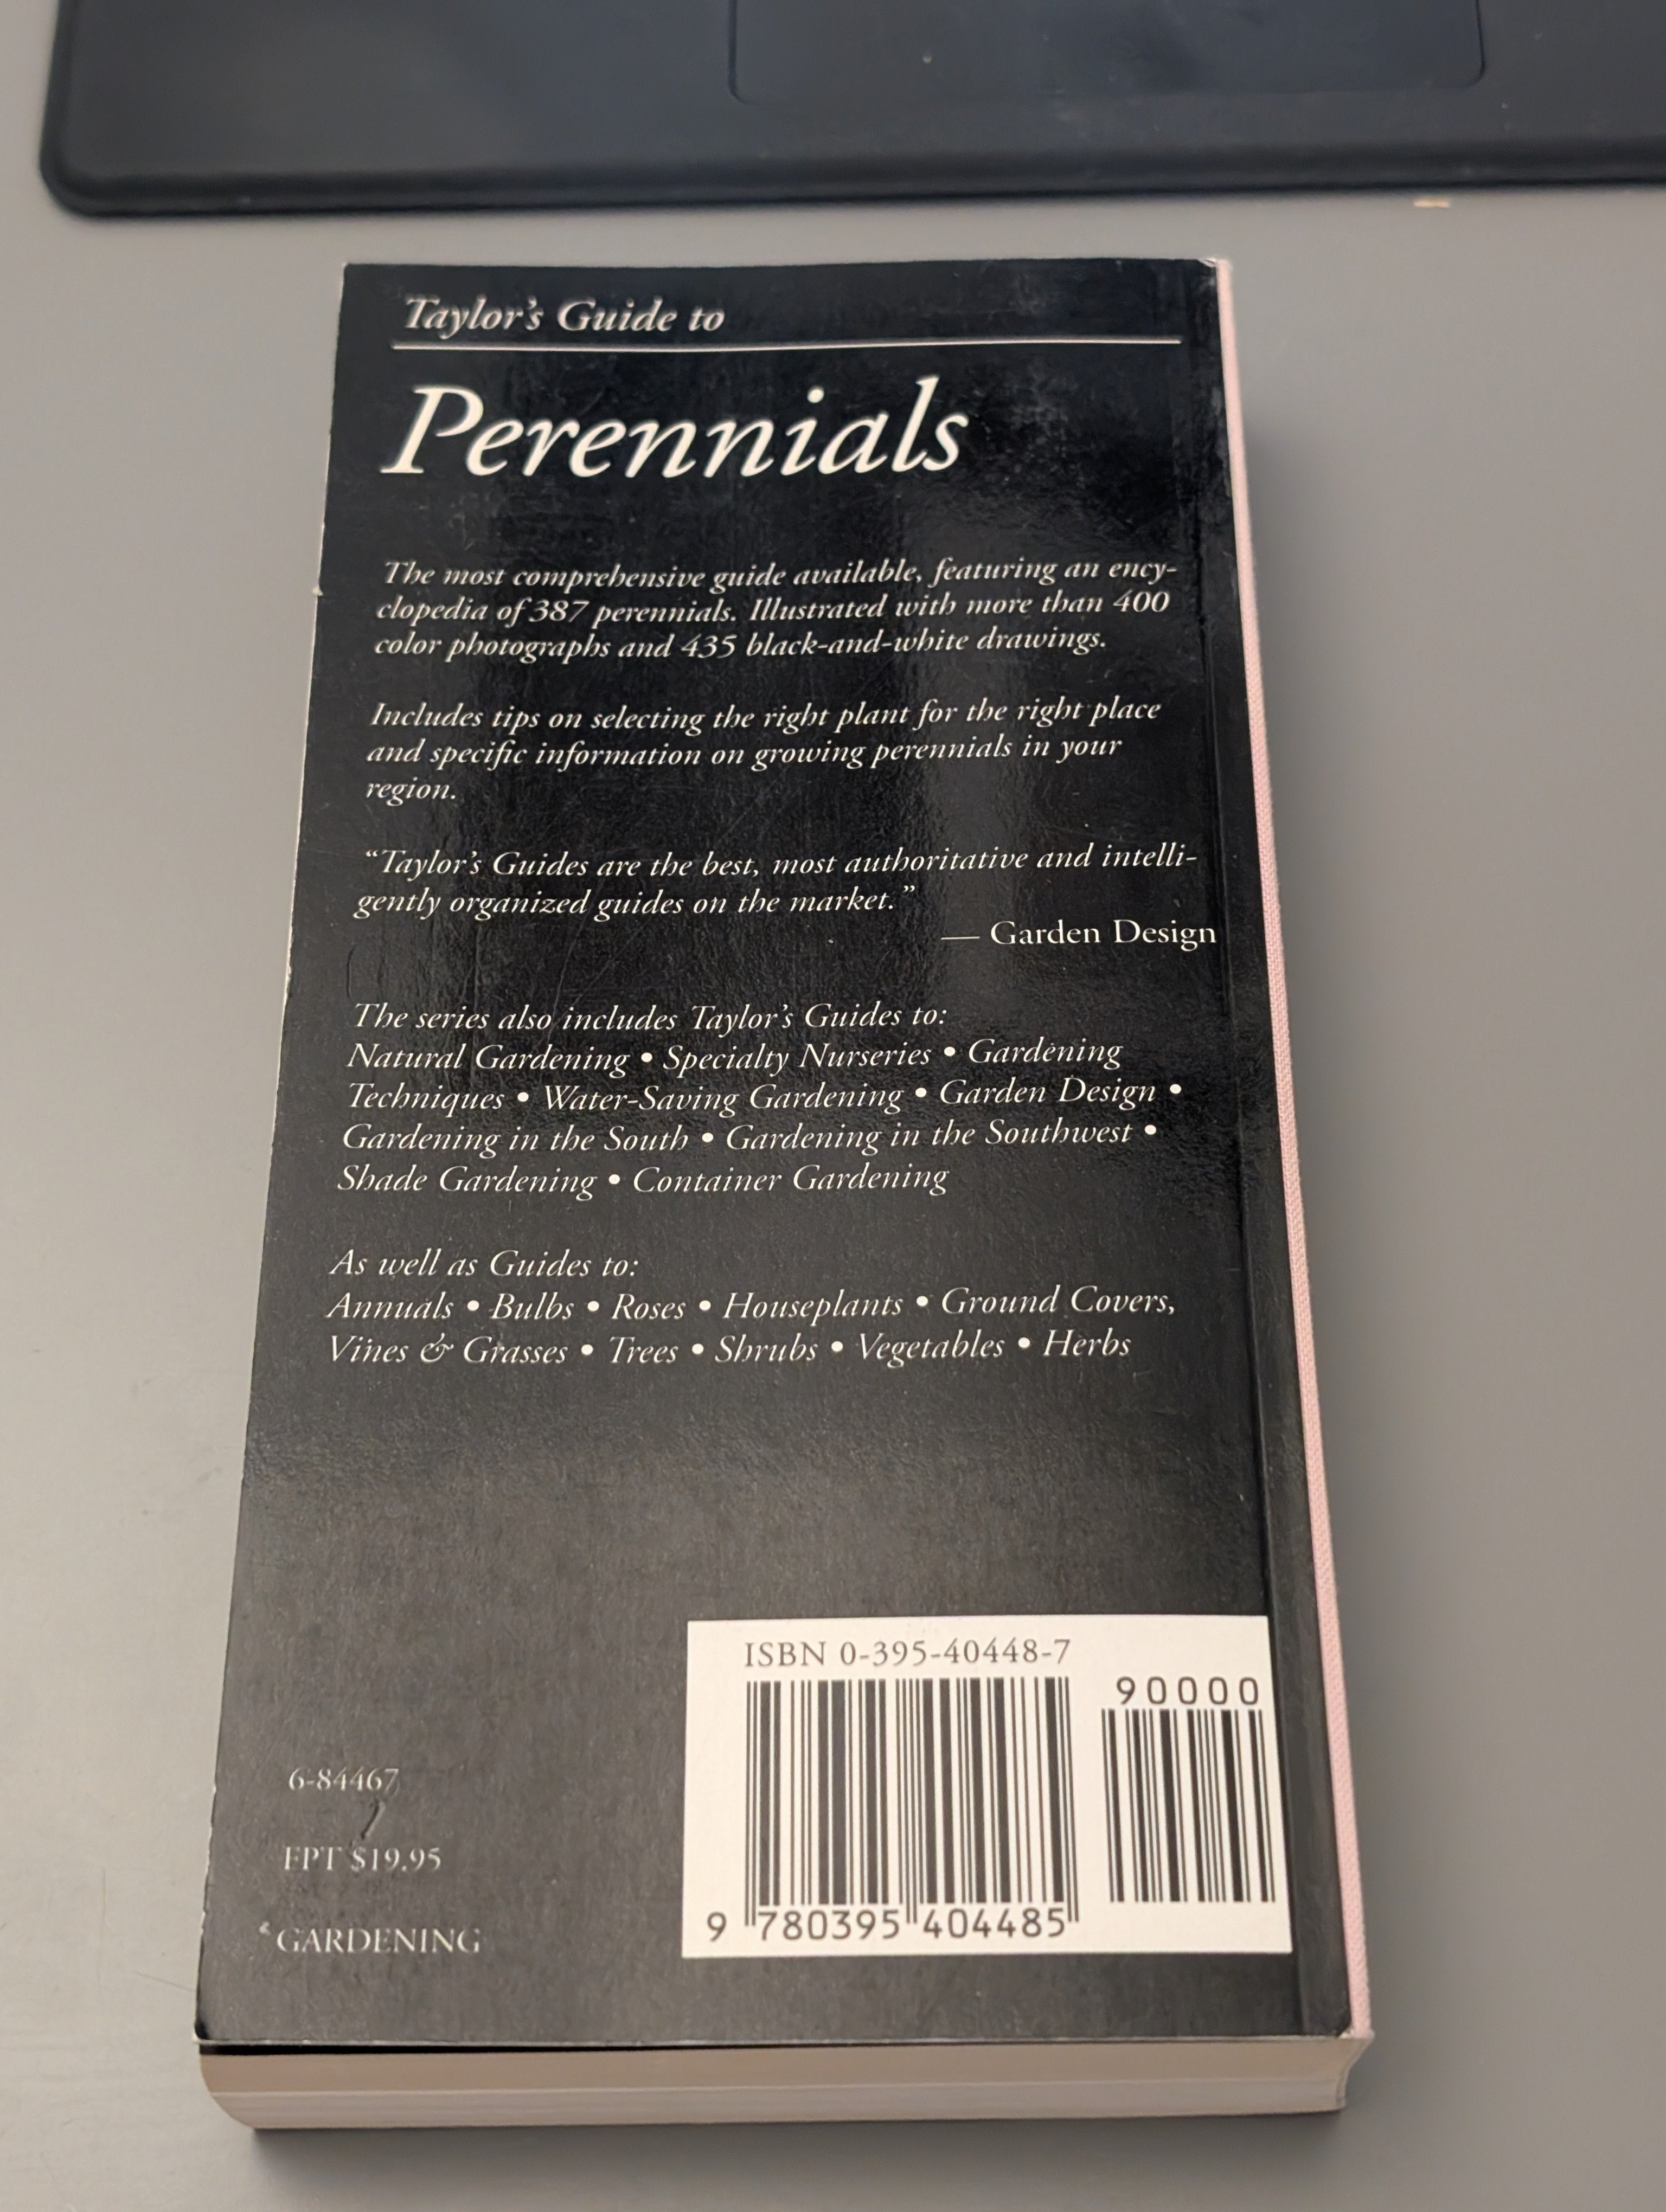 Taylor's Guide to
Perennials
The most comprehensive guide available, featuring an ency-
clopedia of 387 perennials. Illustrated with more than 400
color photographs and 435 black-and-white drawings.
Includes tips on selecting the right plant for the right place
and specific information on growing perennials in your
region.
“Taylor's Guides are the best, most authoritative and intelli-
gently organized guides on the market.”
— Garden Design
The series also includes Taylor's Guides to:
Natural Gardening • Specialty Nurseries • Gardening
Techniques • Water-Saving Gardening • Garden Design •
Gardening in the South • Gardening in the Southwest •
Shade Gardening • Container Gardening
As well as Guides to:
Annuals • Bulbs • Roses • Houseplants • Ground Covers,
Vines & Grasses • Trees • Shrubs • Vegetables • Herbs
ISBN 0-395-40448-7
90000
9 780395 404485
6-84467
FPT $19.95
GARDENING